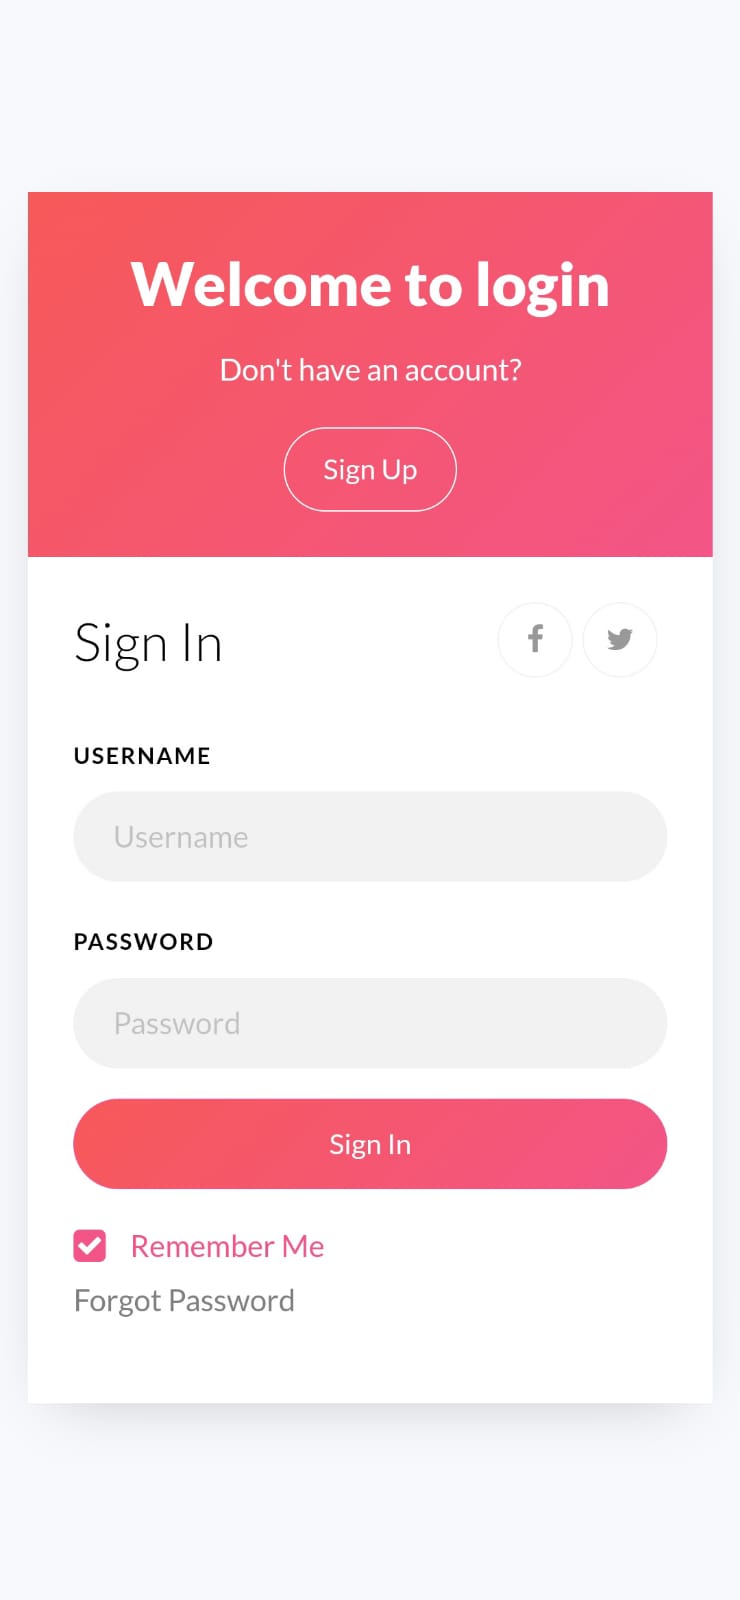 Welcome to login
Don't have an account?
Sign Up
Sign In
USERNAME
Username
PASSWORD
Password
Sign In
Remember Me
Forgot Password